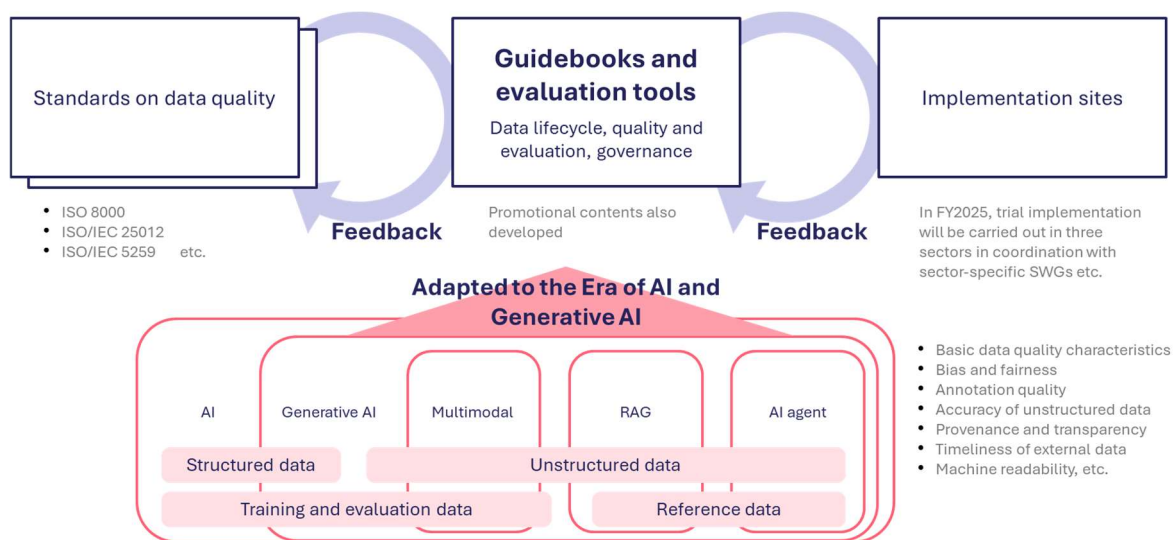 Standards on data quality
Guidebooks and
evaluation tools
Data lifecycle, quality and
evaluation, governance
Implementation sites
• ISO 8000
• ISO/IEC 25012
• ISO/IEC 5259 etc.
Feedback
Promotional contents also
developed
Feedback
In FY2025, trial implementation
will be carried out in three
sectors in coordination with
sector-specific SWGs etc.
Adapted to the Era of AI and
Generative AI
AI
Generative AI
Multimodal
RAG
AI agent
Structured data
Unstructured data
Training and evaluation data
Reference data
• Basic data quality characteristics
• Bias and fairness
• Annotation quality
• Accuracy of unstructured data
• Provenance and transparency
• Timeliness of external data
• Machine readability, etc.